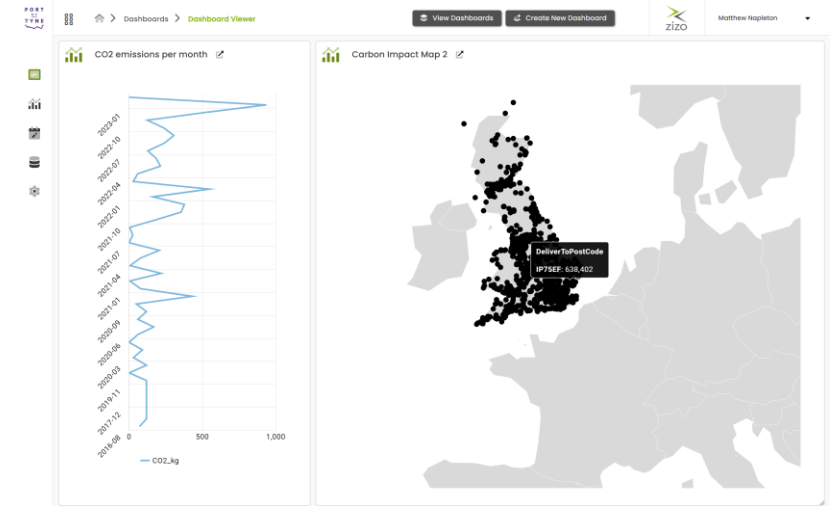 PORT
OF
TYNE
Dashboards
Dashboard Viewer
View Dashboards
Create New Dashboard
zizo
Matthew Napleton
CO2 emissions per month
2023-01
2022-10
2022-07
2022-04
2022-01
2021-10
2021-07
2021-04
2021-01
2020-09
2020-06
2020-03
2019-11
2017-12
2016-08
0
500
1,000
CO2_kg
Carbon Impact Map 2
DeliverToPostCode
IP75EF: 638,402